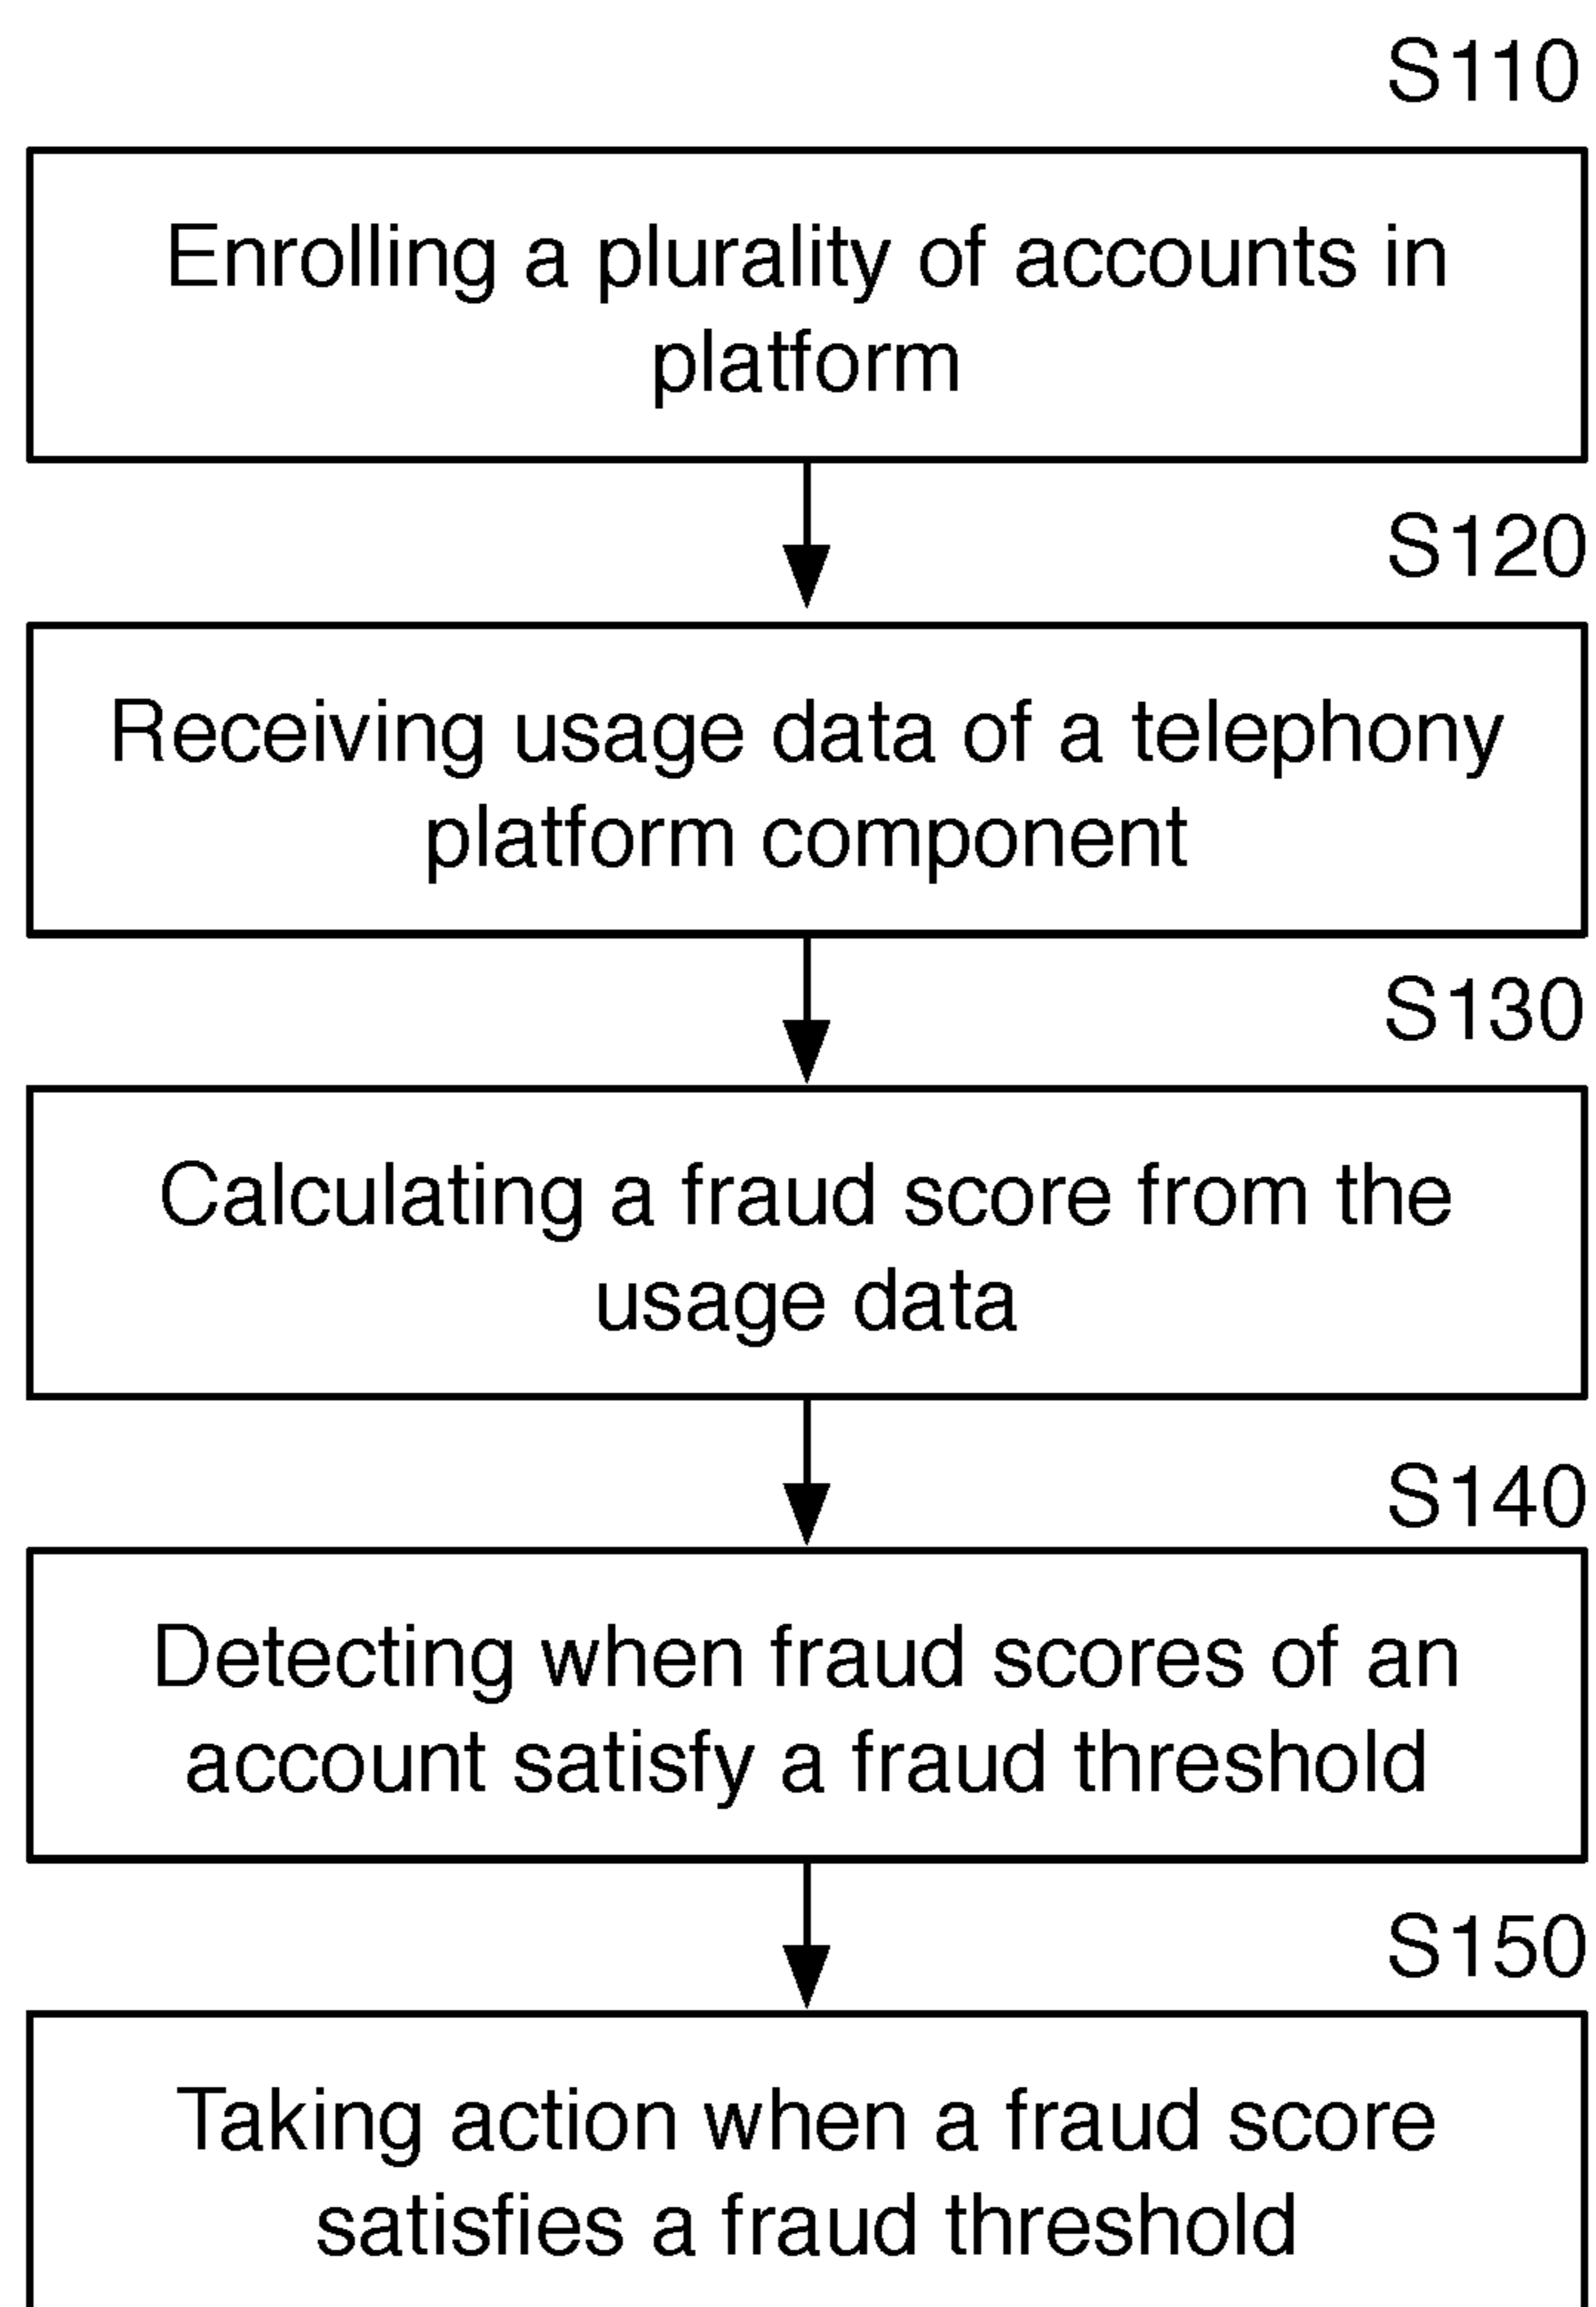 S110
Enrolling a plurality of accounts in
platform
S120
Receiving usage data of a telephony
platform component
S130
Calculating a fraud score from the
usage data
S140
Detecting when fraud scores of an
account satisfy a fraud threshold
S150
Taking action when a fraud score
satisfies a fraud threshold